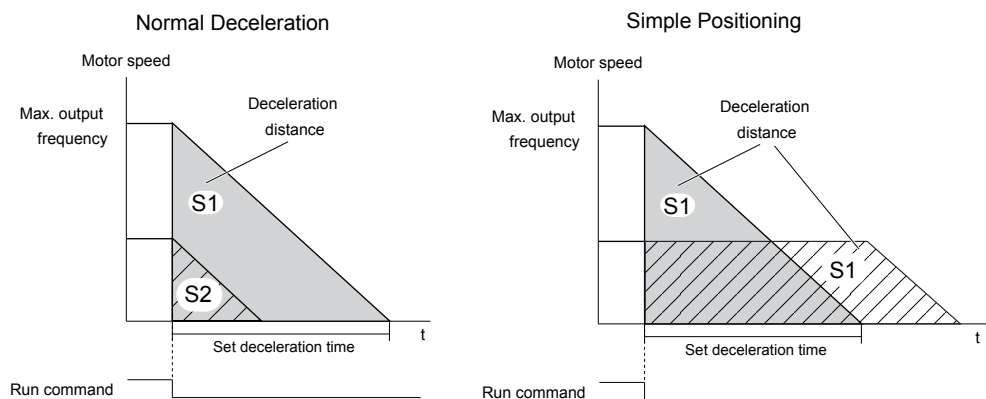 Normal Deceleration
Motor speed
Max. output
frequency
Deceleration
distance
S1
S2
t
Set deceleration time
Run command
Simple Positioning
Motor speed
Max. output
frequency
Deceleration
distance
S1
S1
t
Set deceleration time
Run command